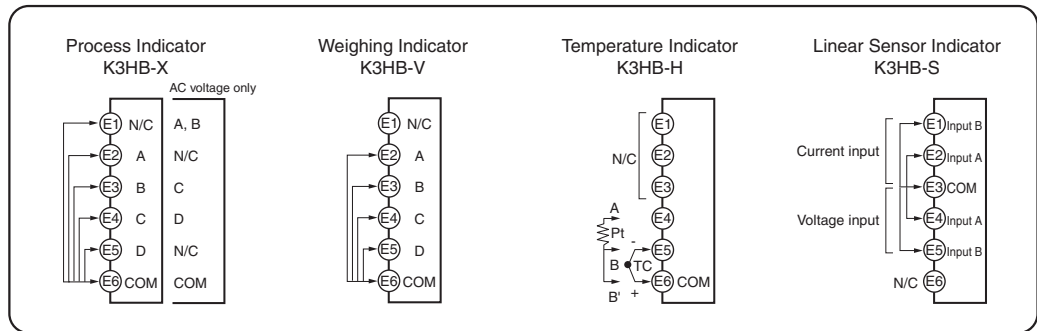 Process Indicator
K3HB-X
AC voltage only
E1 N/C A, B
E2 A N/C
E3 B C
E4 C D
E5 D N/C
E6 COM COM
Weighing Indicator
K3HB-V
E1 N/C
E2 A
E3 B
E4 C
E5 D
E6 COM
Temperature Indicator
K3HB-H
E1
N/C E2
E3
A E4
Pt
- E5
B TC
B' + E6 COM
Linear Sensor Indicator
K3HB-S
E1 Input B
Current input E2 Input A
E3 COM
Voltage input E4 Input A
E5 Input B
N/C E6